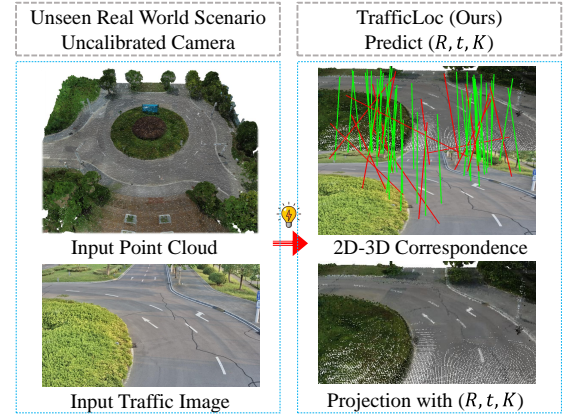 Unseen Real World Scenario
Uncalibrated Camera
TrafficLoc (Ours)
Predict (R, t, K)
Input Point Cloud
2D-3D Correspondence
Input Traffic Image
Projection with (R, t, K)